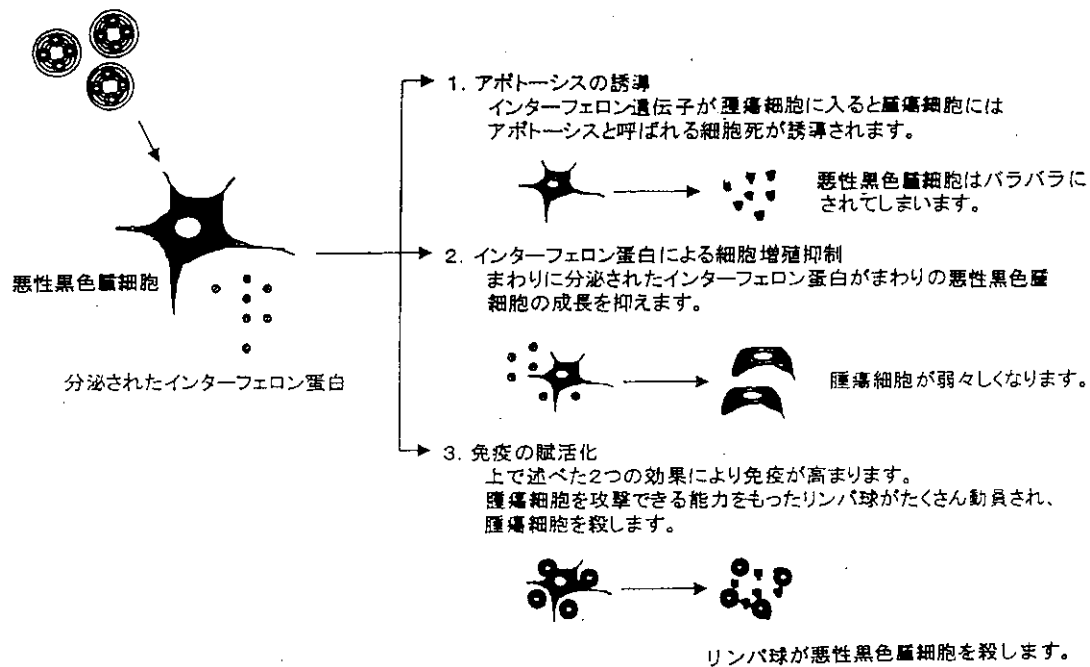 1. アポトーシスの誘導
インターフェロン遺伝子が腫瘍細胞に入ると腫瘍細胞には
アポトーシスと呼ばれる細胞死が誘導されます。
悪性黒色腫細胞はバラバラに
されてしまいます。
2. インターフェロン蛋白による細胞増殖抑制
まわりに分泌されたインターフェロン蛋白がまわりの悪性黒色腫
細胞の成長を抑えます。
悪性黒色腫細胞
分泌されたインターフェロン蛋白
腫瘍細胞が弱々しくなります。
3. 免疫の賦活化
上で述べた2つの効果により免疫が高まります。
腫瘍細胞を攻撃できる能力をもったリンパ球がたくさん動員され、
腫瘍細胞を殺します。
リンパ球が悪性黒色腫細胞を殺します。